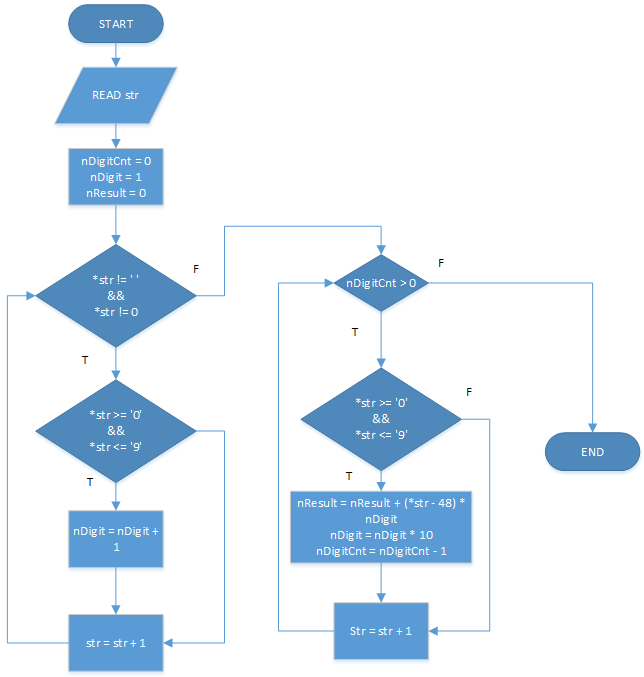 START
READ str
nDigitCnt = 0
nDigit = 1
nResult = 0
*str != ' '
&&
*str != 0
F
T
*str >= '0'
&&
*str <= '9'
T
nDigit = nDigit +
1
str = str + 1
nDigitCnt > 0
F
T
*str >= '0'
&&
*str <= '9'
F
T
nResult = nResult + (*str - 48) *
nDigit
nDigit = nDigit * 10
nDigitCnt = nDigitCnt - 1
Str = str + 1
END